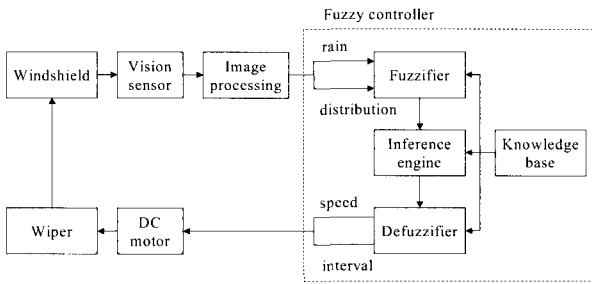 Fuzzy controller
rain
Windshield
Vision
sensor
Image
processing
Fuzzifier
distribution
Inference
engine
Knowledge
base
speed
Wiper
DC
motor
Defuzzifier
interval